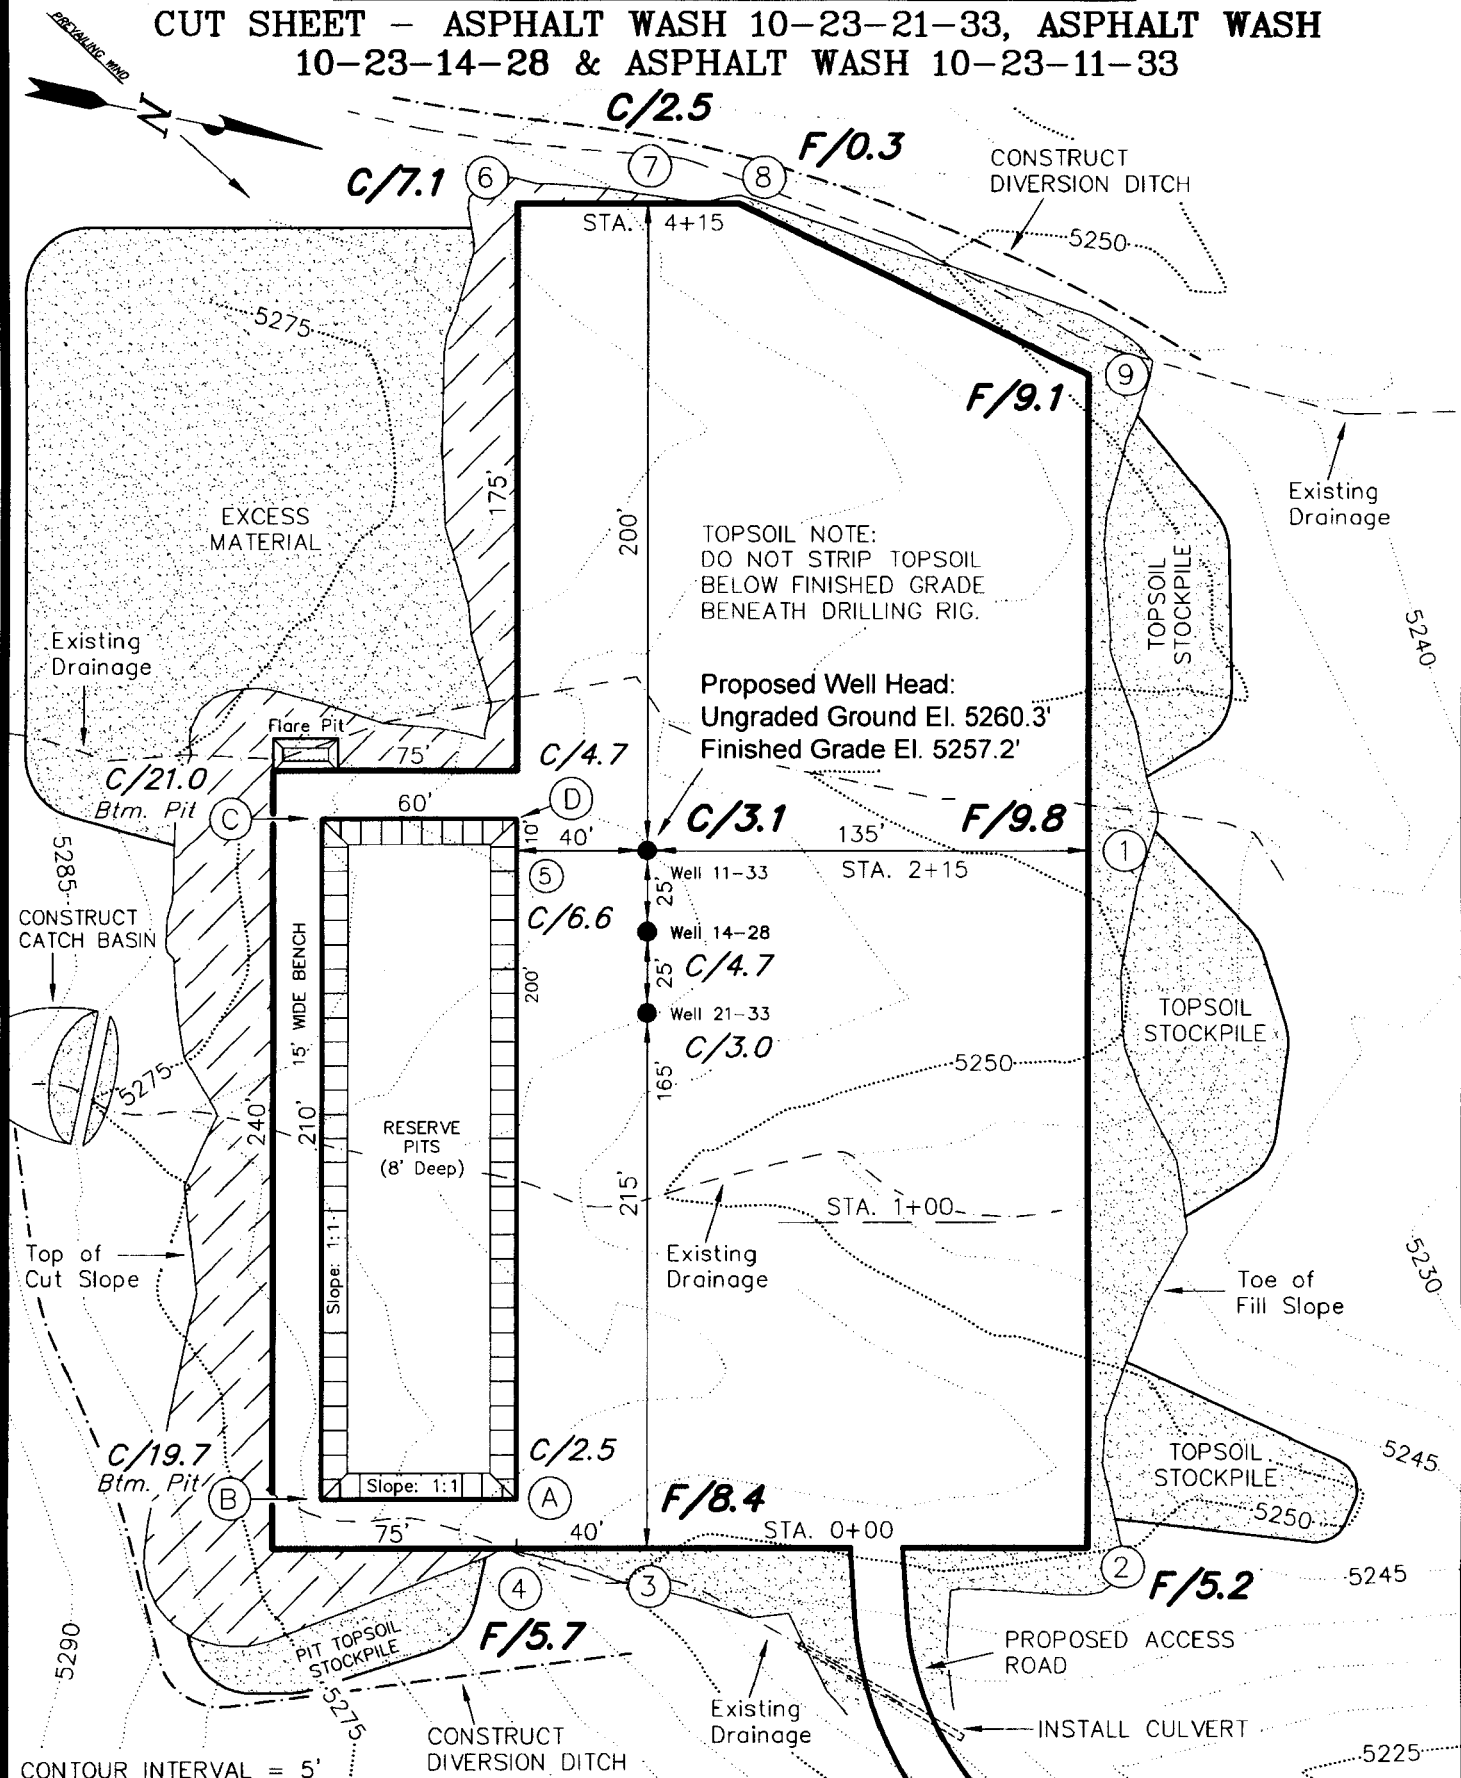 CUT SHEET - ASPHALT WASH 10-23-21-33, ASPHALT WASH
10-23-14-28 & ASPHALT WASH 10-23-11-33
PREVAILING WIND
N
C/2.5
F/0.3
C/7.1
6
7
8
CONSTRUCT
DIVERSION DITCH
STA. 4+15
5250
5275
9
F/9.1
175'
200'
Existing
Drainage
EXCESS
MATERIAL
TOPSOIL NOTE:
DO NOT STRIP TOPSOIL
BELOW FINISHED GRADE
BENEATH DRILLING RIG.
TOPSOIL
STOCKPILE
5240
Existing
Drainage
Proposed Well Head:
Ungraded Ground El. 5260.3'
Finished Grade El. 5257.2'
Flare Pit
75'
C/4.7
C/21.0
Btm. Pit
C
60'
D
10'
40'
C/3.1
135'
F/9.8
STA. 2+15
1
5
Well 11-33
25'
C/6.6
Well 14-28
C/4.7
25'
Well 21-33
C/3.0
5285
CONSTRUCT
CATCH BASIN
15' WIDE BENCH
200'
TOPSOIL
STOCKPILE
5275
5250
165'
240'
210'
RESERVE
PITS
(8' Deep)
215'
STA. 1+00
Existing
Drainage
Top of
Cut Slope
Slope: 1:1
5230
Toe of
Fill Slope
C/19.7
Btm. Pit
B
C/2.5
Slope: 1:1
A
F/8.4
TOPSOIL
STOCKPILE
5245
5250
75'
40'
STA. 0+00
4
3
2
F/5.2
5245
F/5.7
PIT TOPSOIL
STOCKPILE
5290
5275
PROPOSED ACCESS
ROAD
Existing
Drainage
INSTALL CULVERT
CONSTRUCT
DIVERSION DITCH
5225
CONTOUR INTERVAL = 5'